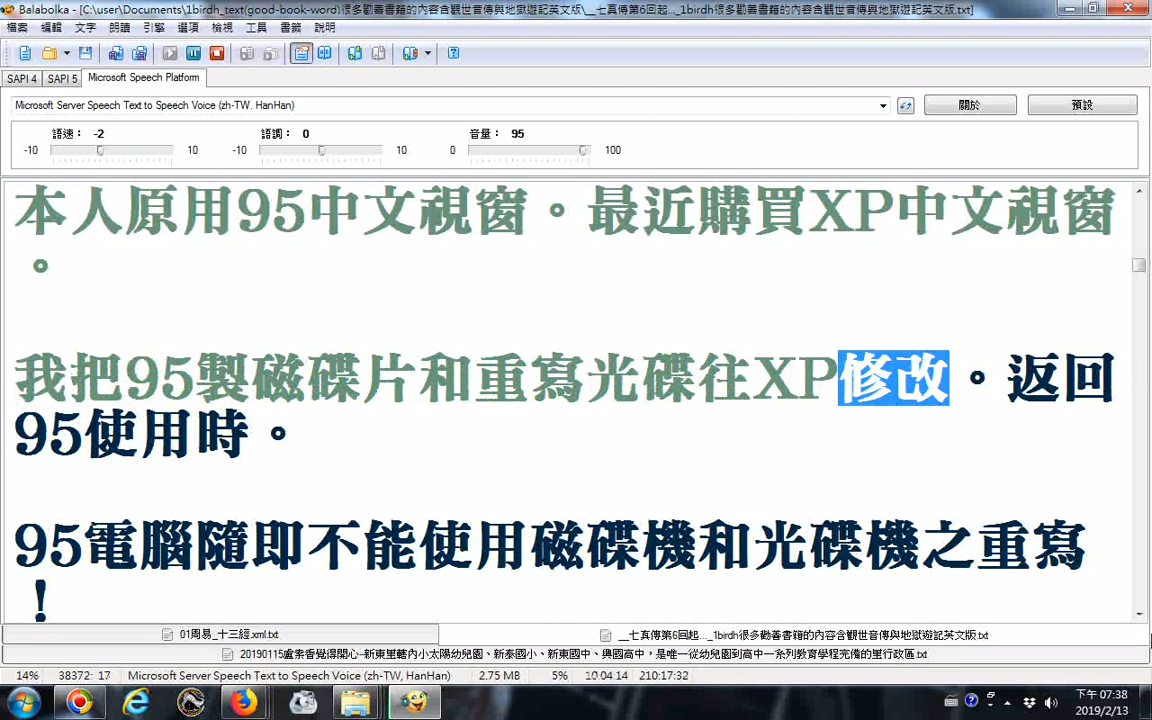 Balabolka - [C:\user\Documents\1birdh_text(good-book-word)很多勸善書籍的內容含觀世音傳與地獄遊記英文版\__七真傳第6回起..._1birdh很多勸善書籍的內容含觀世音傳與地獄遊記英文版.txt]
檔案 編輯 文字 朗讀 引擎 選項 檢視 工具 書籤 說明
SAPI 4 SAPI 5 Microsoft Speech Platform
Microsoft Server Speech Text to Speech Voice (zh-TW, HanHan) 關於 預設
語速： -2 語調： 0 音量： 95
-10 10 -10 10 0 100
本人原用95中文視窗。最近購買XP中文視窗
。
我把95製磁碟片和重寫光碟往XP修改。返回
95使用時。
95電腦隨即不能使用磁碟機和光碟機之重寫
！
01周易_十三經.xml.txt __七真傳第6回起..._1birdh很多勸善書籍的內容含觀世音傳與地獄遊記英文版.txt
20190115盧素香覺得開心--新東里轄內小太陽幼兒園、新泰國小、新東國中、興國高中，是唯一從幼兒園到高中一系列教育學程完備的里行政區.txt
14% 38372: 17 Microsoft Server Speech Text to Speech Voice (zh-TW, HanHan) 2.75 MB 5% 10:04:14 210:17:32
下午 07:38
2019/2/13